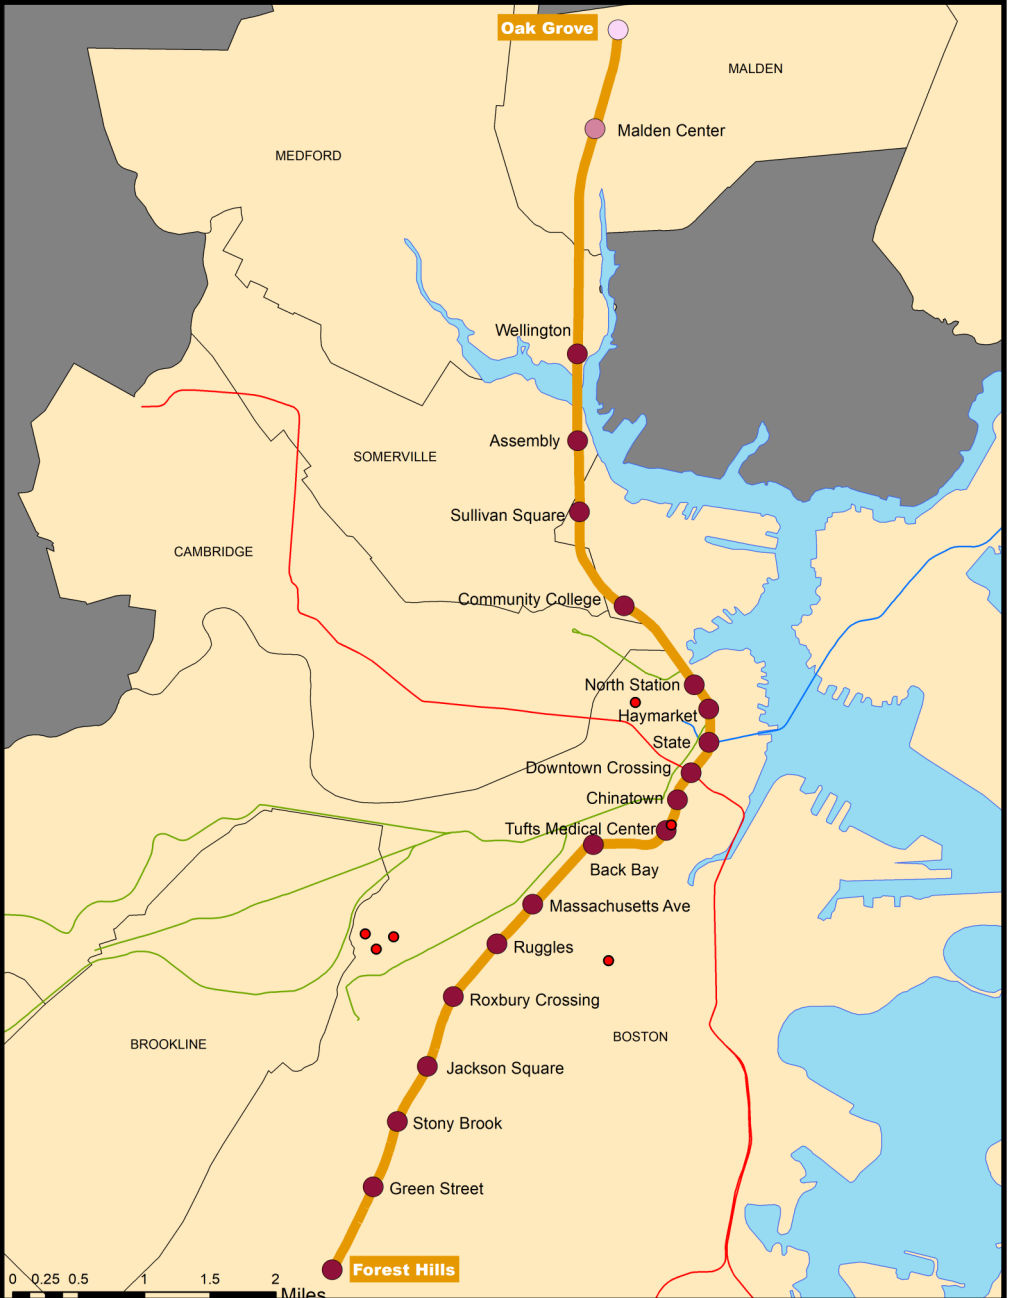 Oak Grove
MALDEN
Malden Center
MEDFORD
Wellington
Assembly
SOMERVILLE
Sullivan Square
CAMBRIDGE
Community College
North Station
Haymarket
State
Downtown Crossing
Chinatown
Tufts Medical Center
Back Bay
Massachusetts Ave
Ruggles
Roxbury Crossing
BOSTON
BROOKLINE
Jackson Square
Stony Brook
Green Street
Forest Hills
0 0.25 0.5 1 1.5 2
Miles